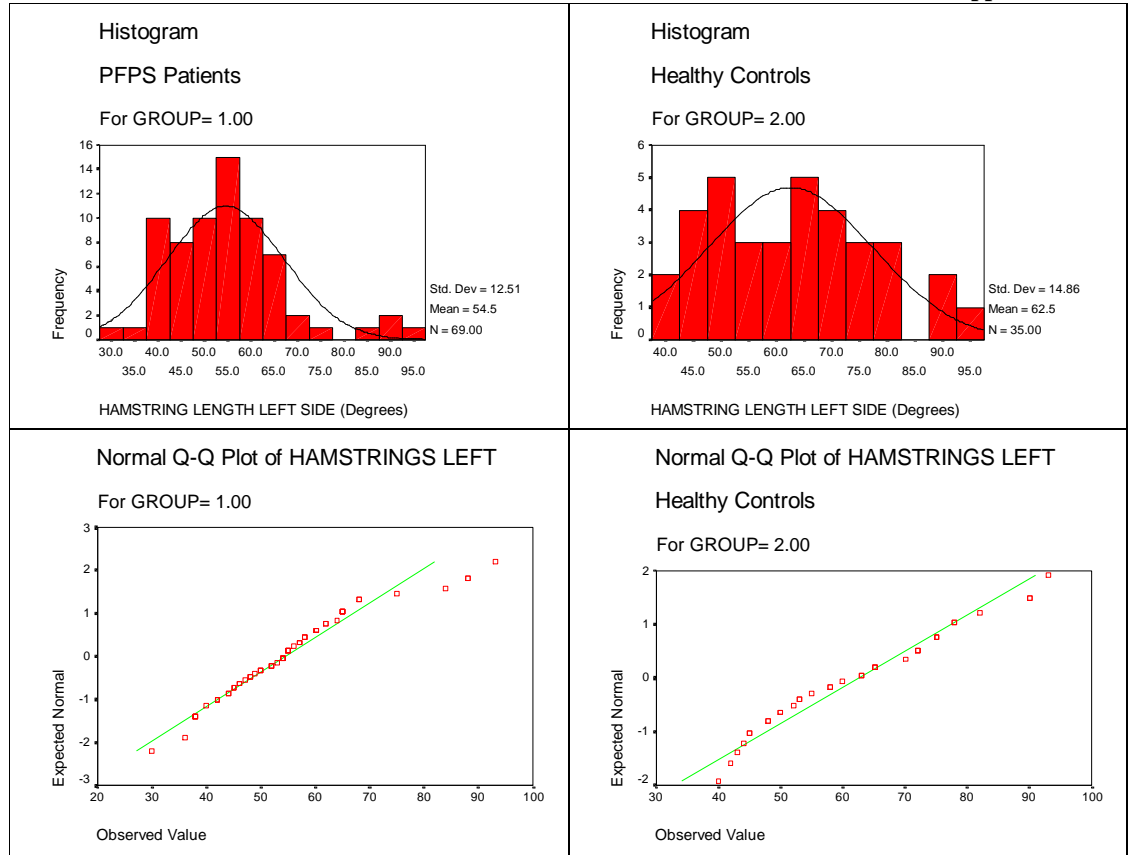 Histogram
PFPS Patients
For GROUP= 1.00
16
14
12
10
8
6
4
2
0
Frequency
30.0 40.0 50.0 60.0 70.0 80.0 90.0
35.0 45.0 55.0 65.0 75.0 85.0 95.0
Std. Dev = 12.51
Mean = 54.5
N = 69.00
HAMSTRING LENGTH LEFT SIDE (Degrees)
Histogram
Healthy Controls
For GROUP= 2.00
6
5
4
3
2
1
0
Frequency
40.0 50.0 60.0 70.0 80.0 90.0
45.0 55.0 65.0 75.0 85.0 95.0
Std. Dev = 14.86
Mean = 62.5
N = 35.00
HAMSTRING LENGTH LEFT SIDE (Degrees)
Normal Q-Q Plot of HAMSTRINGS LEFT
For GROUP= 1.00
3
2
1
0
-1
-2
-3
Expected Normal
20 30 40 50 60 70 80 90 100
Observed Value
Normal Q-Q Plot of HAMSTRINGS LEFT
Healthy Controls
For GROUP= 2.00
2
1
0
-1
-2
Expected Normal
30 40 50 60 70 80 90 100
Observed Value